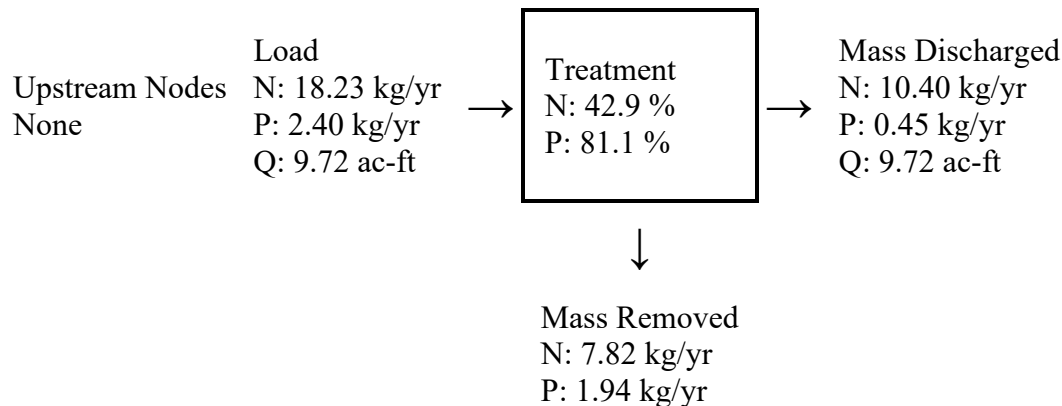 Upstream Nodes
None
Load
N: 18.23 kg/yr
P: 2.40 kg/yr
Q: 9.72 ac-ft
→
Treatment
N: 42.9 %
P: 81.1 %
→
Mass Discharged
N: 10.40 kg/yr
P: 0.45 kg/yr
Q: 9.72 ac-ft
↓
Mass Removed
N: 7.82 kg/yr
P: 1.94 kg/yr